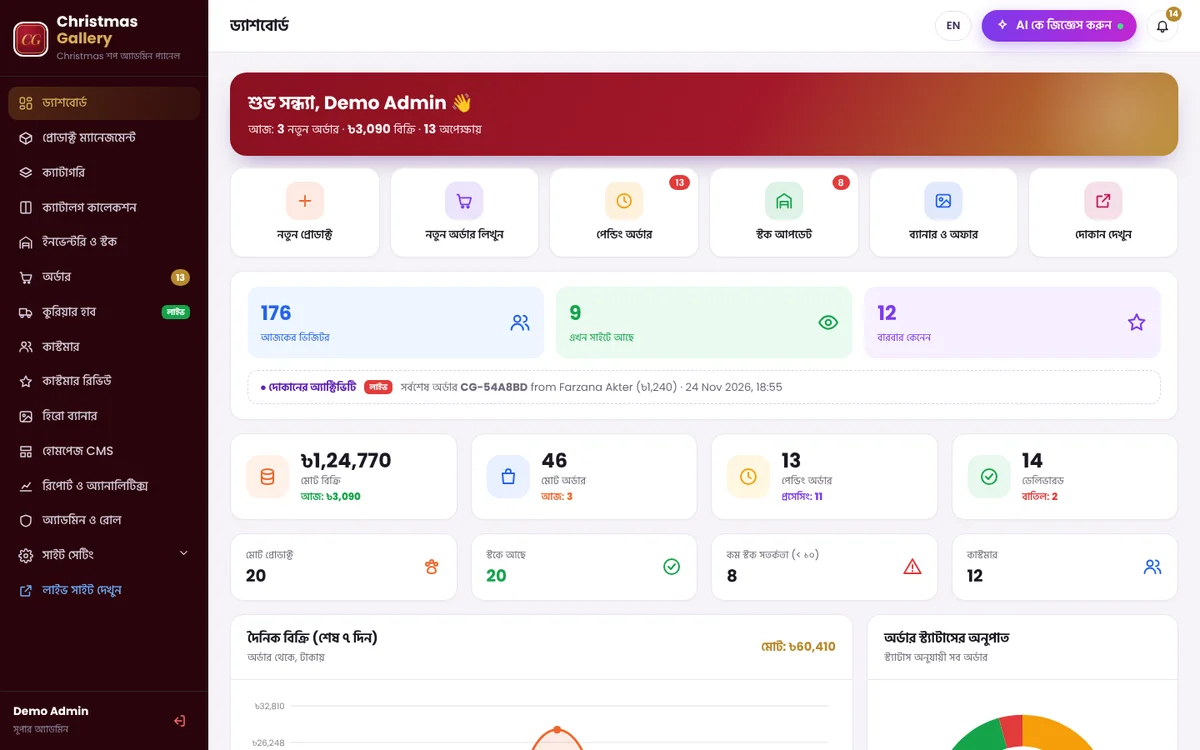 CG
Christmas
Gallery
Christmas শপ অ্যাডমিন প্যানেল
ড্যাশবোর্ড
প্রোডাক্ট ম্যানেজমেন্ট
ক্যাটাগরি
ক্যাটালগ কালেকশন
ইনভেন্টরি ও স্টক
অর্ডার 13
কুরিয়ার হাব লাইভ
কাস্টমার
কাস্টমার রিভিউ
হিরো ব্যানার
হোমপেজ CMS
রিপোর্ট ও অ্যানালিটিক্স
অ্যাডমিন ও রোল
সাইট সেটিং
লাইভ সাইট দেখুন
Demo Admin
সুপার অ্যাডমিন
ড্যাশবোর্ড
EN
AI কে জিজ্ঞেস করুন
14
শুভ সন্ধ্যা, Demo Admin 👋
আজ: 3 নতুন অর্ডার · ৳3,090 বিক্রি · 13 অপেক্ষায়
নতুন প্রোডাক্ট
নতুন অর্ডার লিখুন
13
পেন্ডিং অর্ডার
8
স্টক আপডেট
ব্যানার ও অফার
দোকান দেখুন
176
আজকের ভিজিটর
9
এখন সাইটে আছে
12
বারবার কেনেন
• দোকানের অ্যাক্টিভিটি লাইভ সর্বশেষ অর্ডার CG-54A8BD from Farzana Akter (৳1,240) · 24 Nov 2026, 18:55
৳1,24,770
মোট বিক্রি
আজ: ৳3,090
46
মোট অর্ডার
আজ: 3
13
পেন্ডিং অর্ডার
প্রসেসিং: 11
14
ডেলিভারড
বাতিল: 2
মোট প্রোডাক্ট
20
স্টকে আছে
20
কম স্টক সতর্কতা (< ১০)
8
কাস্টমার
12
দৈনিক বিক্রি (শেষ ৭ দিন)
অর্ডার থেকে, টাকায়
মোট: ৳60,410
৳32,810
৳26,248
অর্ডার স্ট্যাটাসের অনুপাত
স্ট্যাটাস অনুযায়ী সব অর্ডার